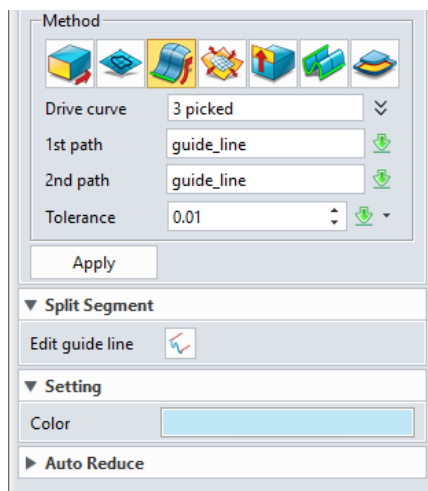 Method
Drive curve 3 picked
1st path guide_line
2nd path guide_line
Tolerance 0.01
Apply
Split Segment
Edit guide line
Setting
Color
Auto Reduce